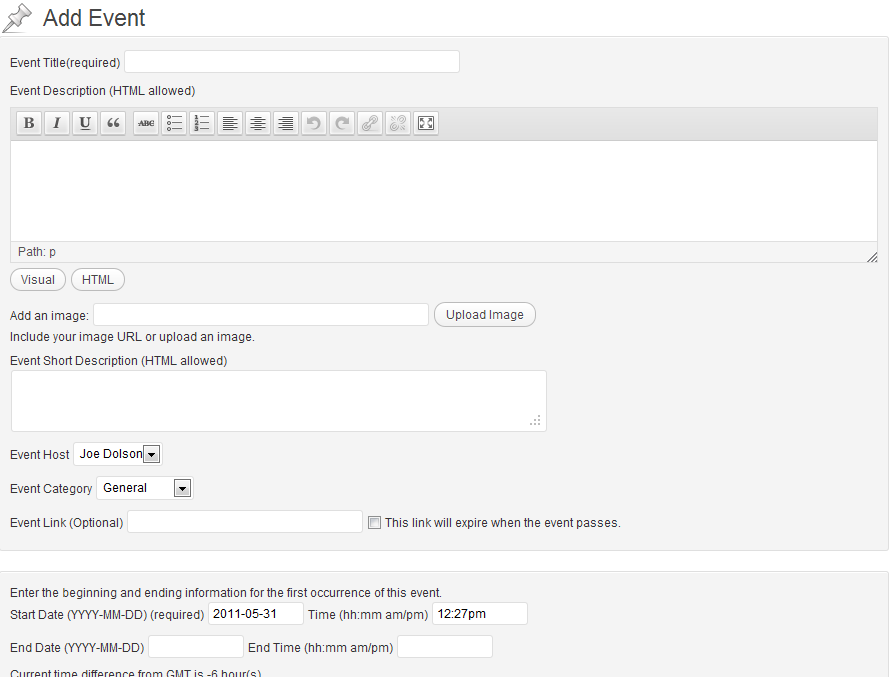 Add Event
Event Title(required)
Event Description (HTML allowed)
B I U “ ABC
Path: p
Visual HTML
Add an image: Upload Image
Include your image URL or upload an image.
Event Short Description (HTML allowed)
Event Host Joe Dolson
Event Category General
Event Link (Optional) This link will expire when the event passes.
Enter the beginning and ending information for the first occurrence of this event.
Start Date (YYYY-MM-DD) (required) 2011-05-31 Time (hh:mm am/pm) 12:27pm
End Date (YYYY-MM-DD) End Time (hh:mm am/pm)
Current time difference from GMT is -6 hour(s)